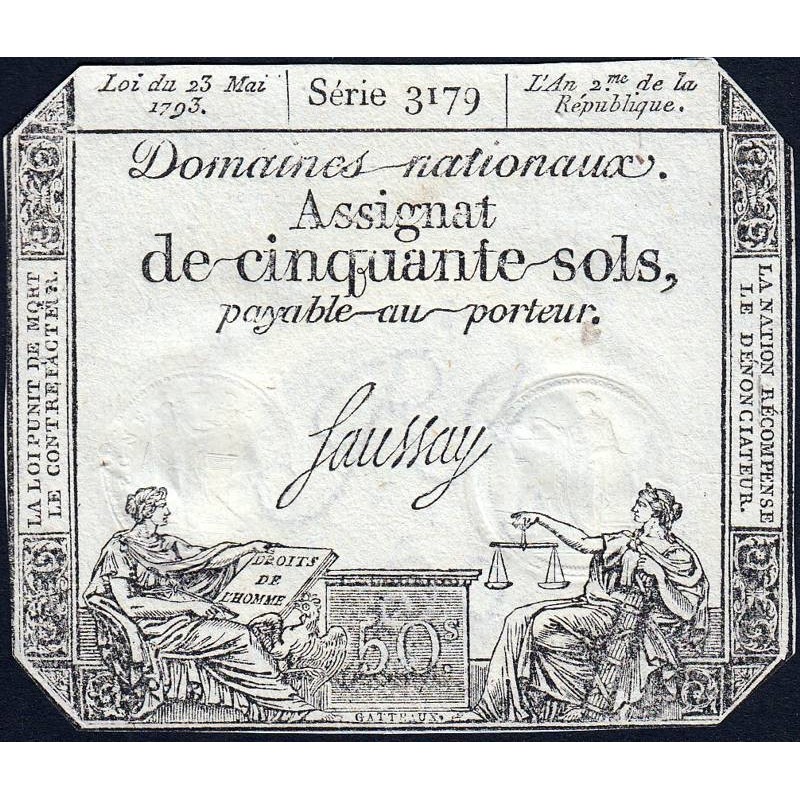 Loi du 23 Mai
1793.
Série 3179
L'An 2.me de la
République.
Domaines nationaux.
Assignat
de cinquante sols,
payable au porteur.
LA LOI PUNIT DE MORT
LE CONTREFACTEUR.
LA NATION RÉCOMPENSE
LE DÉNONCIATEUR.
Saussay
DROITS
DE
L'HOMME
50.s
GATTEAUX.